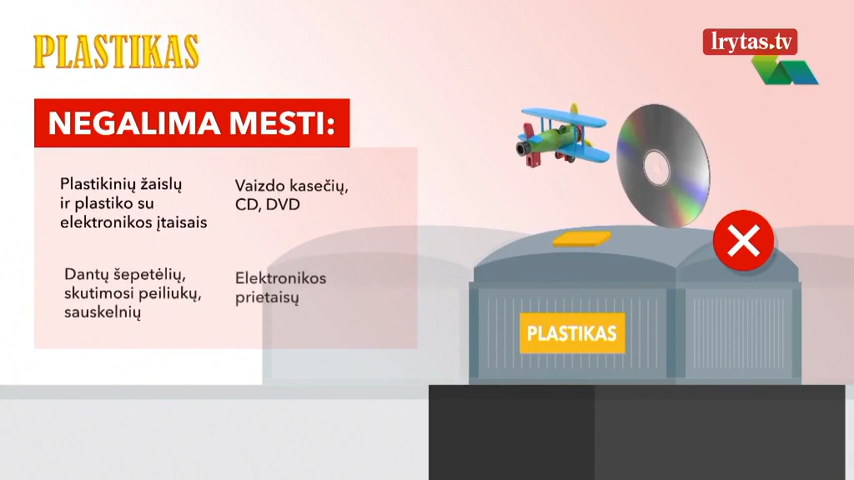 PLASTIKAS
lrytas.tv
NEGALIMA MESTI:
Plastikinių žaislų
ir plastiko su
elektronikos įtaisais
Vaizdo kasečių,
CD, DVD
Dantų šepetėlių,
skutimosi peiliukų,
sauskelnių
Elektronikos
prietaisų
PLASTIKAS